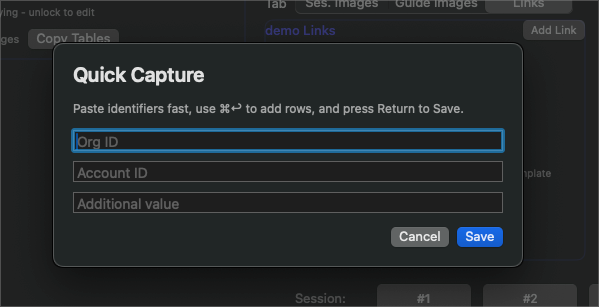 ying - unlock to edit
Tab
Ses. Images
Guide Images
Links
ges
Copy Tables
demo Links
Add Link
Quick Capture
Paste identifiers fast, use ⌘↩ to add rows, and press Return to Save.
Org ID
Account ID
mplate
Additional value
Cancel
Save
Session:
#1
#2